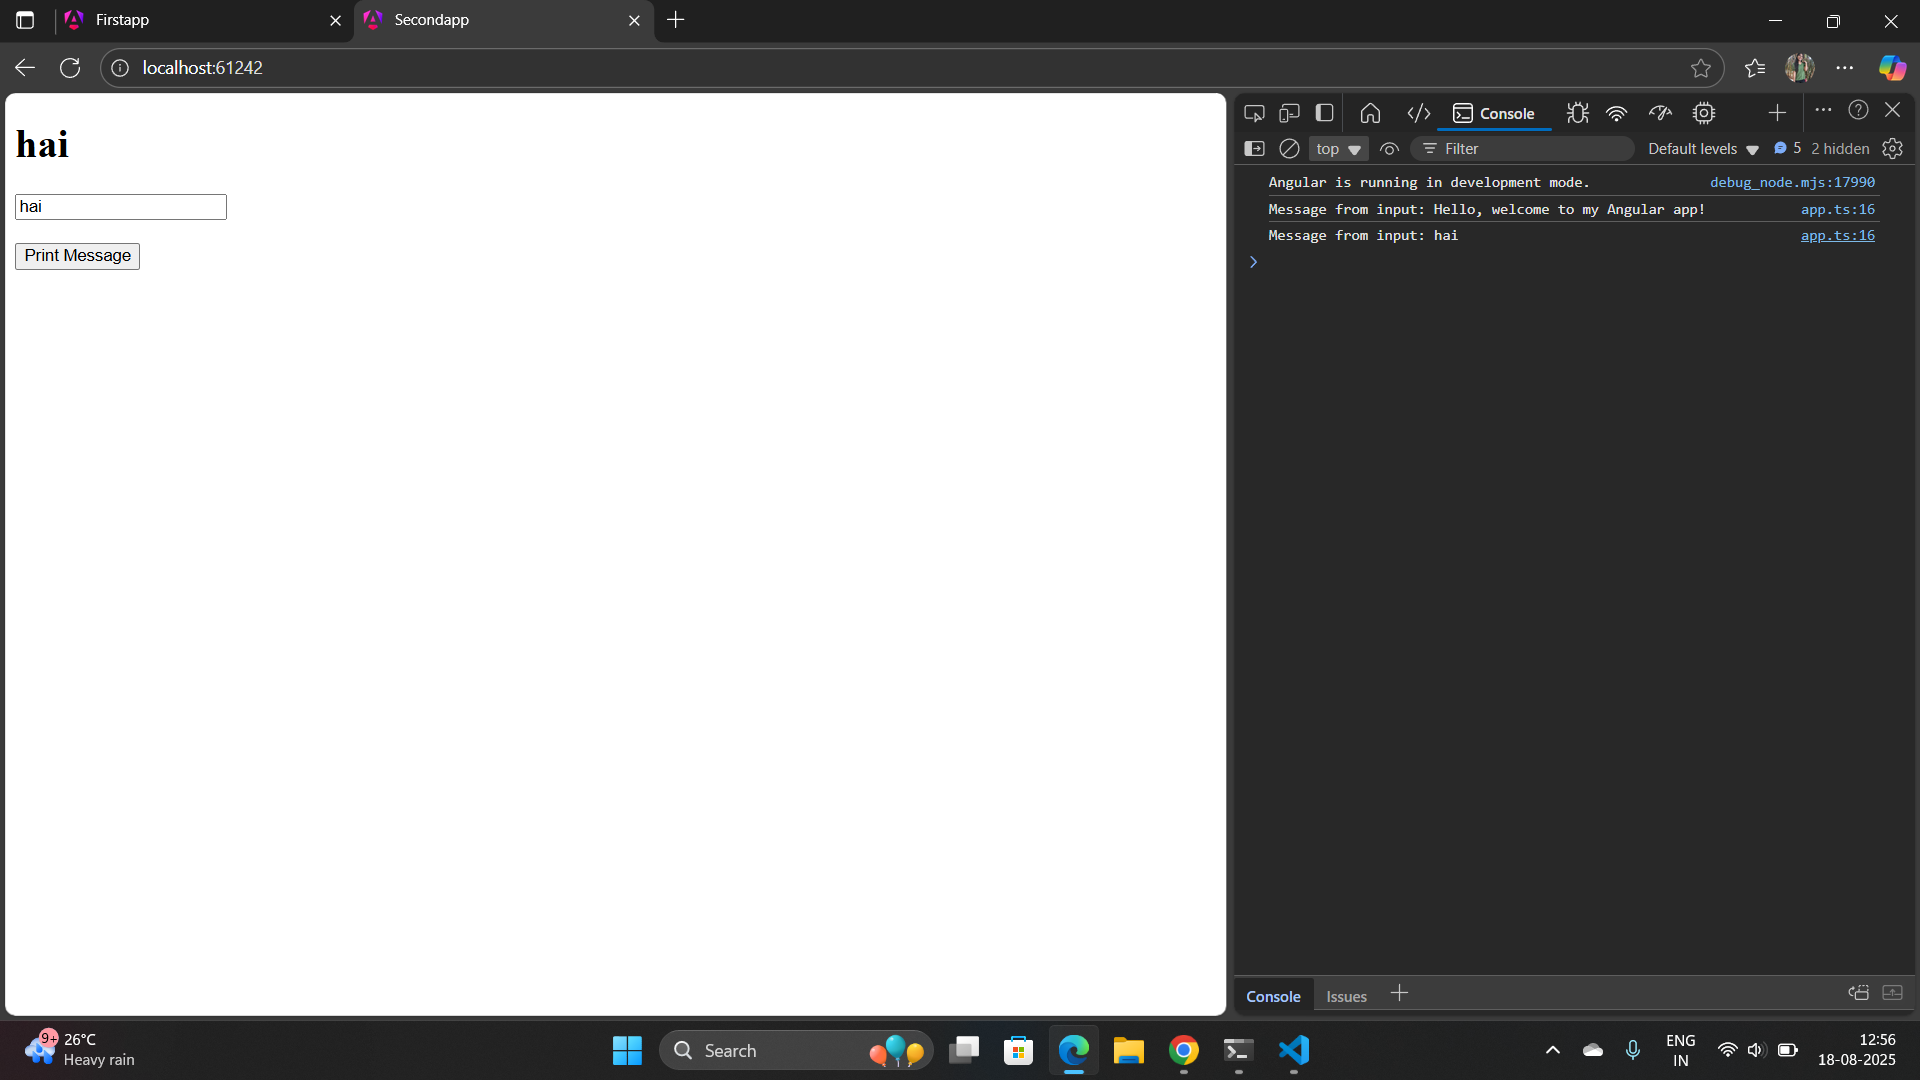 Firstapp
Secondapp
localhost:61242
hai
hai
Print Message
Console
top
Filter
Default levels
5
2 hidden
Angular is running in development mode. debug_node.mjs:17990
Message from input: Hello, welcome to my Angular app! app.ts:16
Message from input: hai app.ts:16
Console
Issues
9+
26°C
Heavy rain
Search
ENG
IN
12:56
18-08-2025